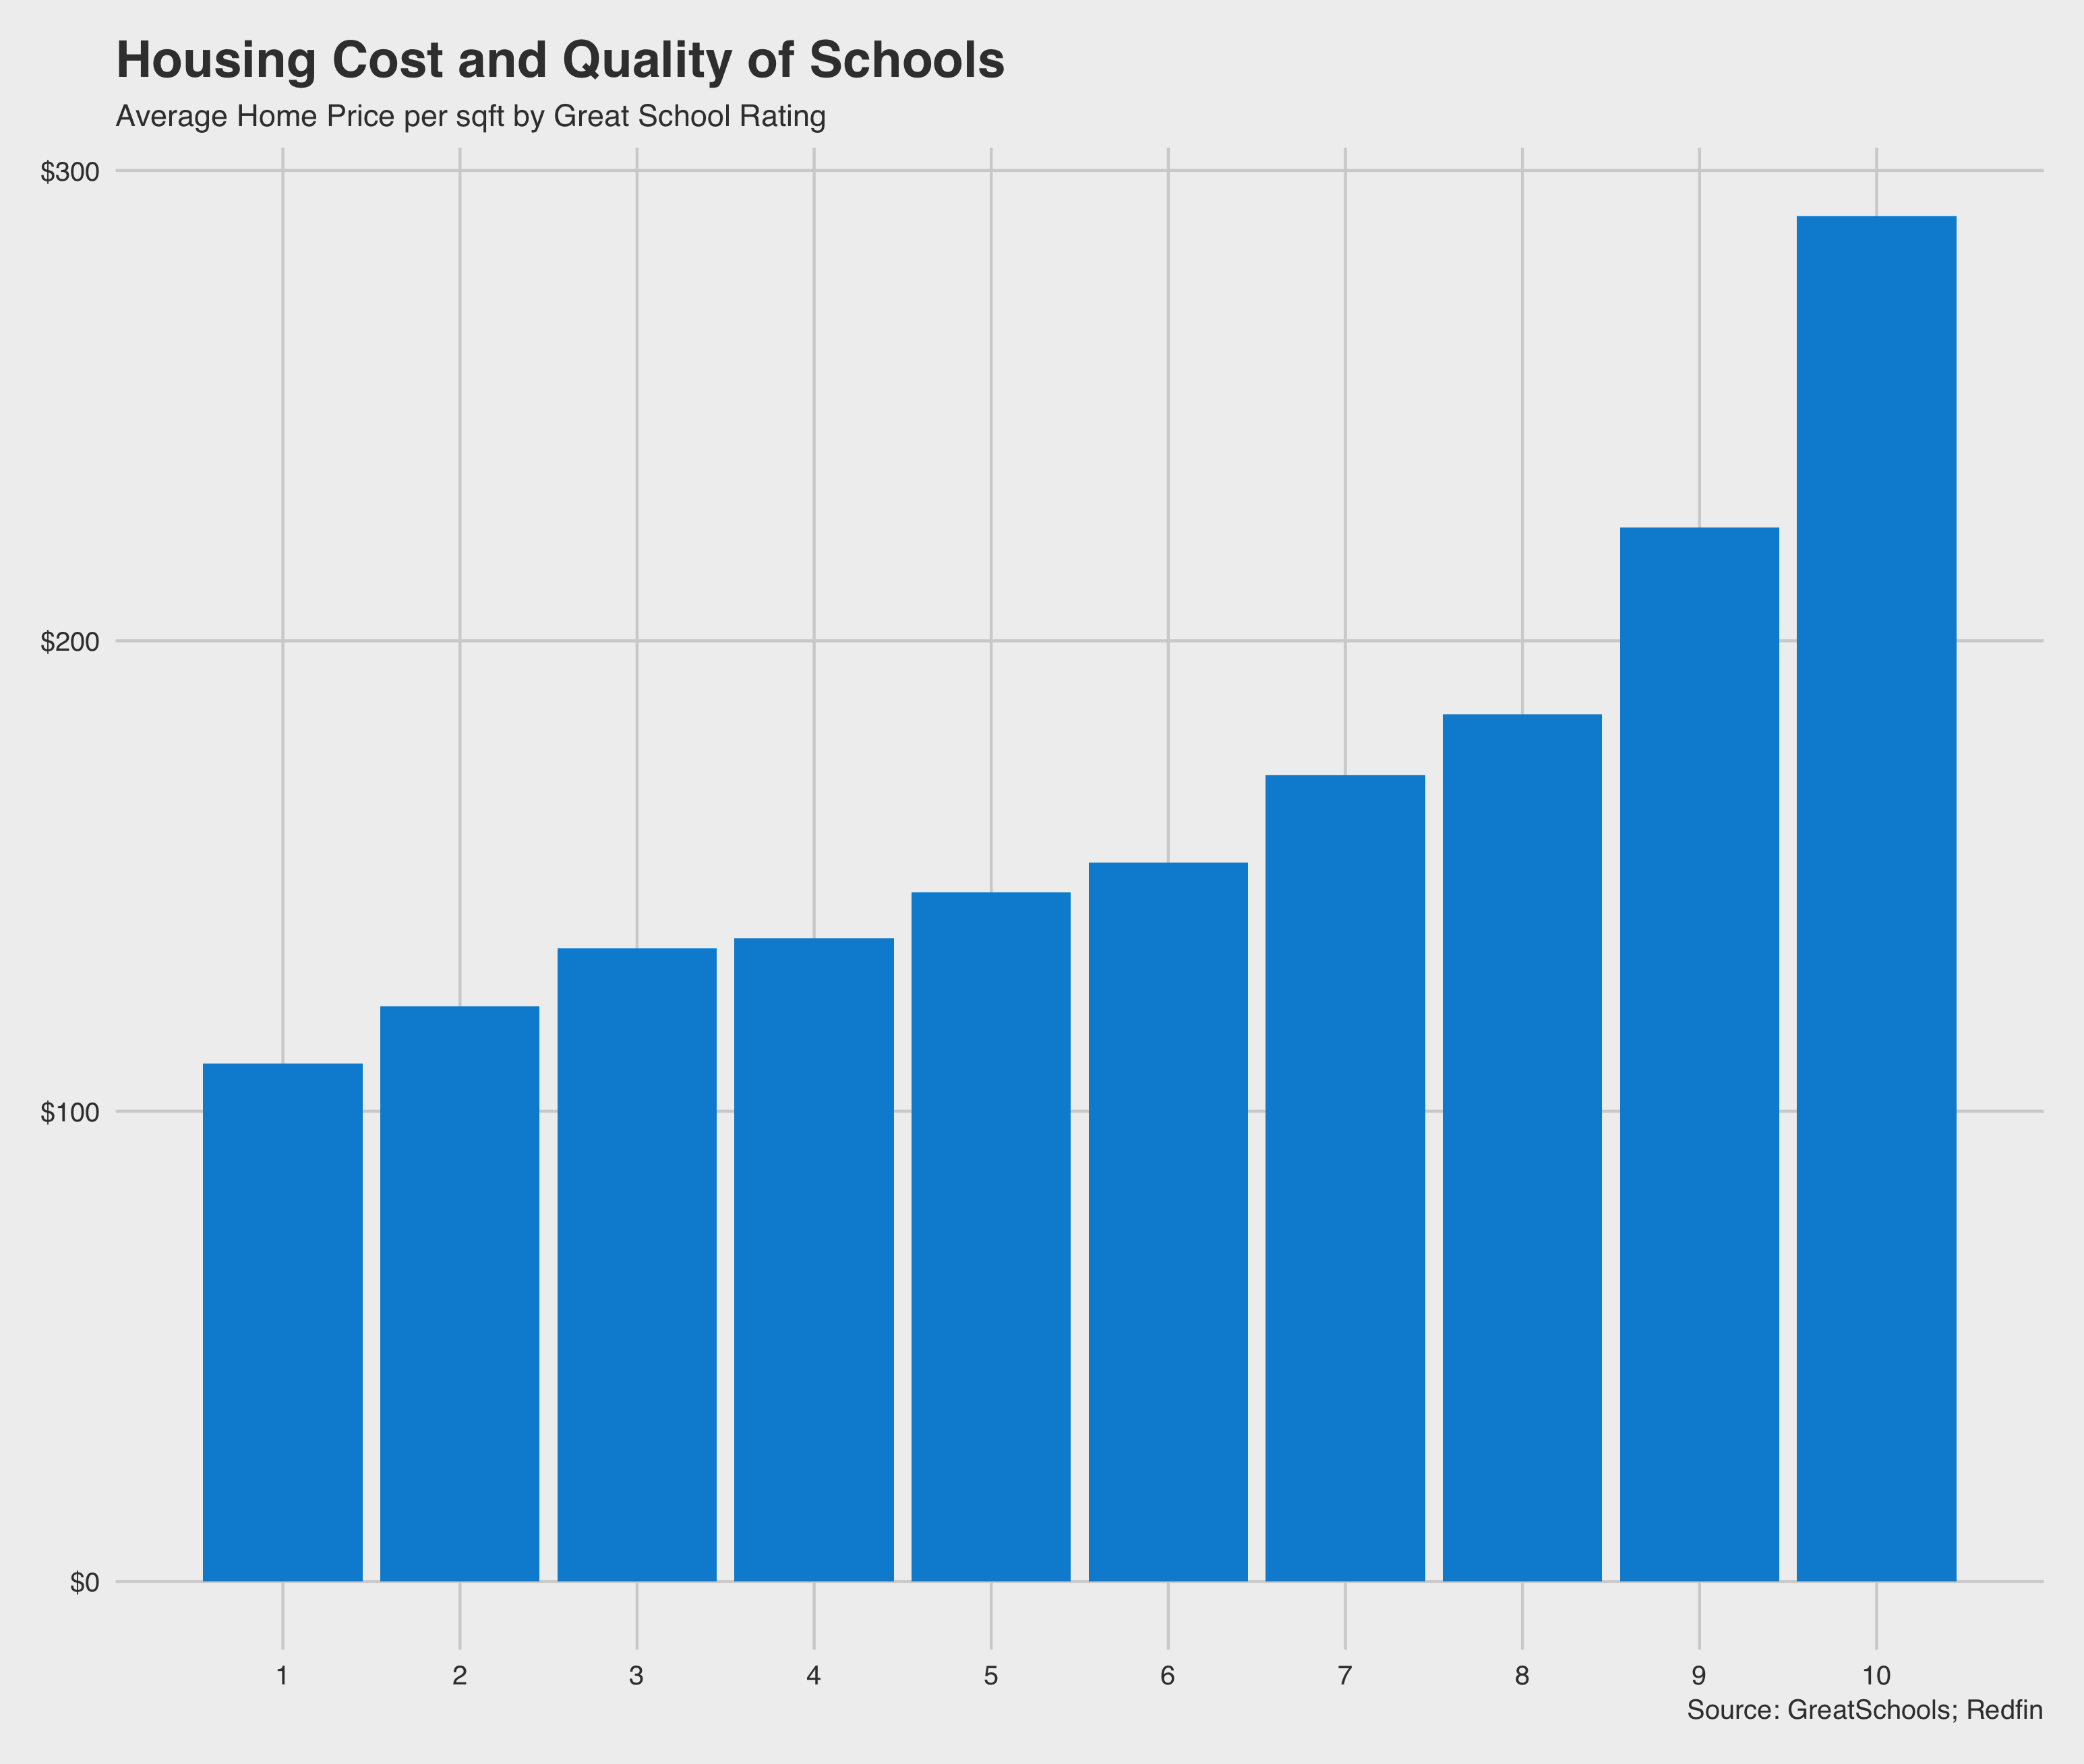 Housing Cost and Quality of Schools
Average Home Price per sqft by Great School Rating
$300
$200
$100
$0
1 2 3 4 5 6 7 8 9 10
Source: GreatSchools; Redfin